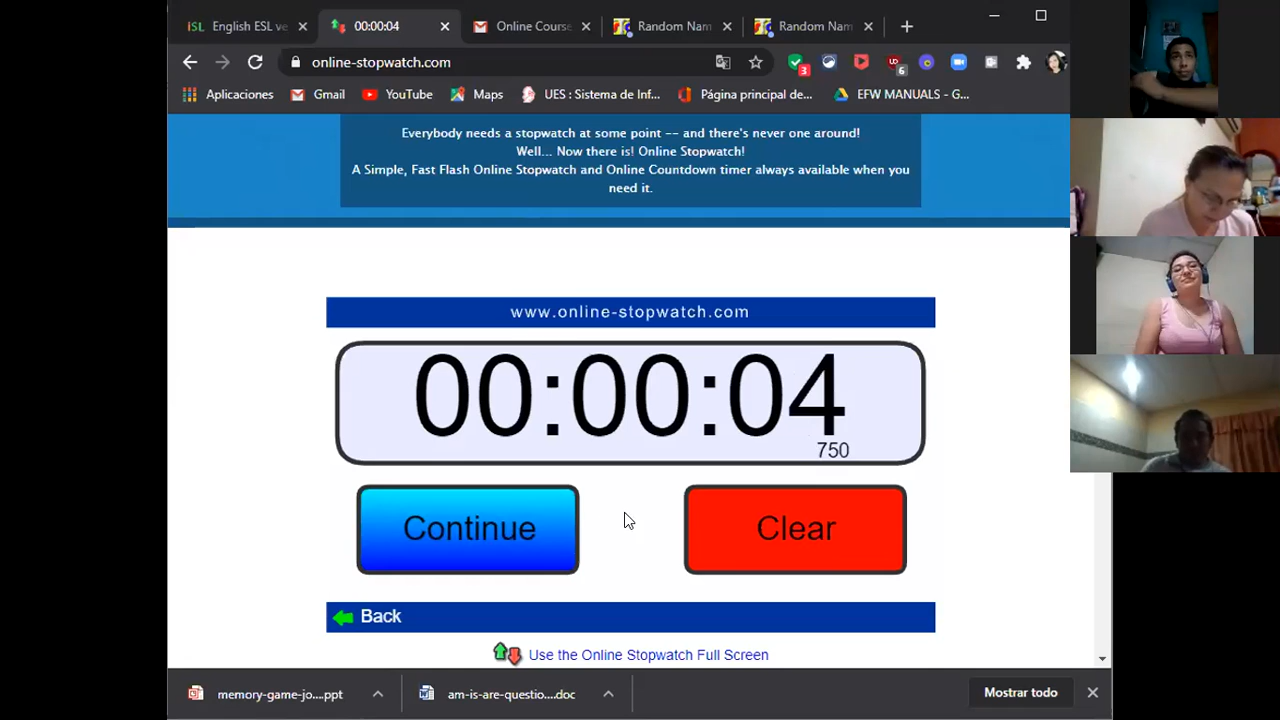 ISL English ESL ve
00:00:04
Online Cours
Random Nam
Random Nam
online-stopwatch.com
3
6
Aplicaciones
Gmail
YouTube
Maps
UES : Sistema de Inf...
Página principal de...
EFW MANUALS - G...
Everybody needs a stopwatch at some point -- and there's never one around!
Well... Now there is! Online Stopwatch!
A Simple, Fast Flash Online Stopwatch and Online Countdown timer always available when you
need it.
www.online-stopwatch.com
00:00:04
750
Continue
Clear
Back
Use the Online Stopwatch Full Screen
memory-game-jo....ppt
am-is-are-questio....doc
Mostrar todo